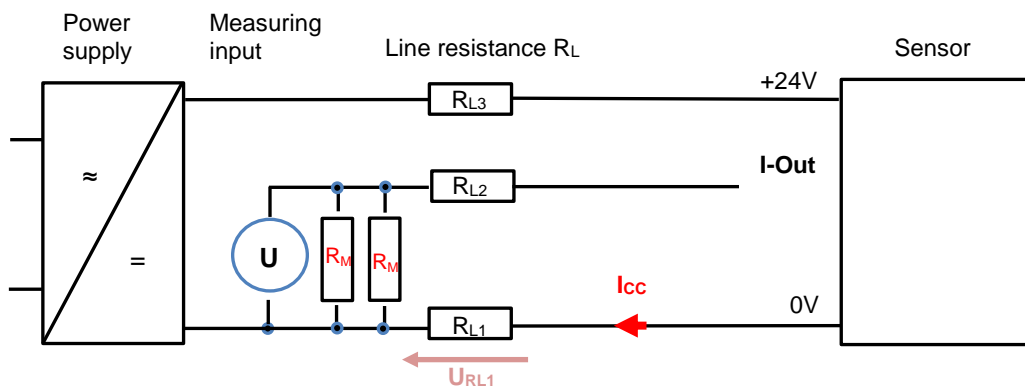 Power
supply
Measuring
input
Line resistance RL
Sensor
+24V
RL3
I-Out
RL2
≈
=
U
RM
RM
ICC
0V
RL1
URL1